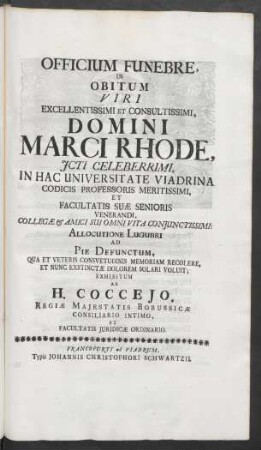 OFFICIUM FUNEBRE,
IN
OBITUM
VIRI
EXCELLENTISSIMI ET CONSULTISSIMI,
DOMINI
MARCI RHODE,
JCTI CELEBERRIMI,
IN HAC UNIVERSITATE VIADRINA
CODICIS PROFESSORIS MERITISSIMI,
ET
FACULTATIS SUÆ SENIORIS
VENERANDI,
COLLEGÆ & AMICI SUI OMNI VITA CONJUNCTISSIMI:
ALLOCUTIONE LUGUBRI
AD
PIE DEFUNCTUM,
QUA ET VETERIS CONSVETUDINIS MEMORIAM RECOLERE,
ET NUNC EXSTINCTÆ DOLOREM SOLARI VOLUIT;
EXHIBITUM
AB
H. COCCEJO,
REGIÆ MAJESTATIS BORUSSICÆ
CONSILIARIO INTIMO,
ET
FACULTATIS JURIDICÆ ORDINARIO.
FRANCOFURTI ad VIADRUM,
Typis JOHANNIS CHRISTOPHORI SCHWARTZII.